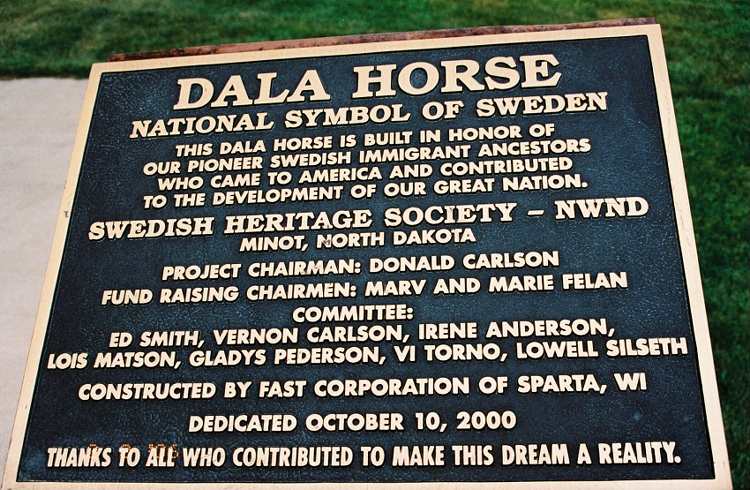 DALA HORSE
NATIONAL SYMBOL OF SWEDEN
THIS DALA HORSE IS BUILT IN HONOR OF
OUR PIONEER SWEDISH IMMIGRANT ANCESTORS
WHO CAME TO AMERICA AND CONTRIBUTED
TO THE DEVELOPMENT OF OUR GREAT NATION.
SWEDISH HERITAGE SOCIETY – NWND
MINOT, NORTH DAKOTA
PROJECT CHAIRMAN: DONALD CARLSON
FUND RAISING CHAIRMEN: MARV AND MARIE FELAN
COMMITTEE:
ED SMITH, VERNON CARLSON, IRENE ANDERSON,
LOIS MATSON, GLADYS PEDERSON, VI TORNO, LOWELL SILSETH
CONSTRUCTED BY FAST CORPORATION OF SPARTA, WI
DEDICATED OCTOBER 10, 2000
THANKS TO ALL WHO CONTRIBUTED TO MAKE THIS DREAM A REALITY.